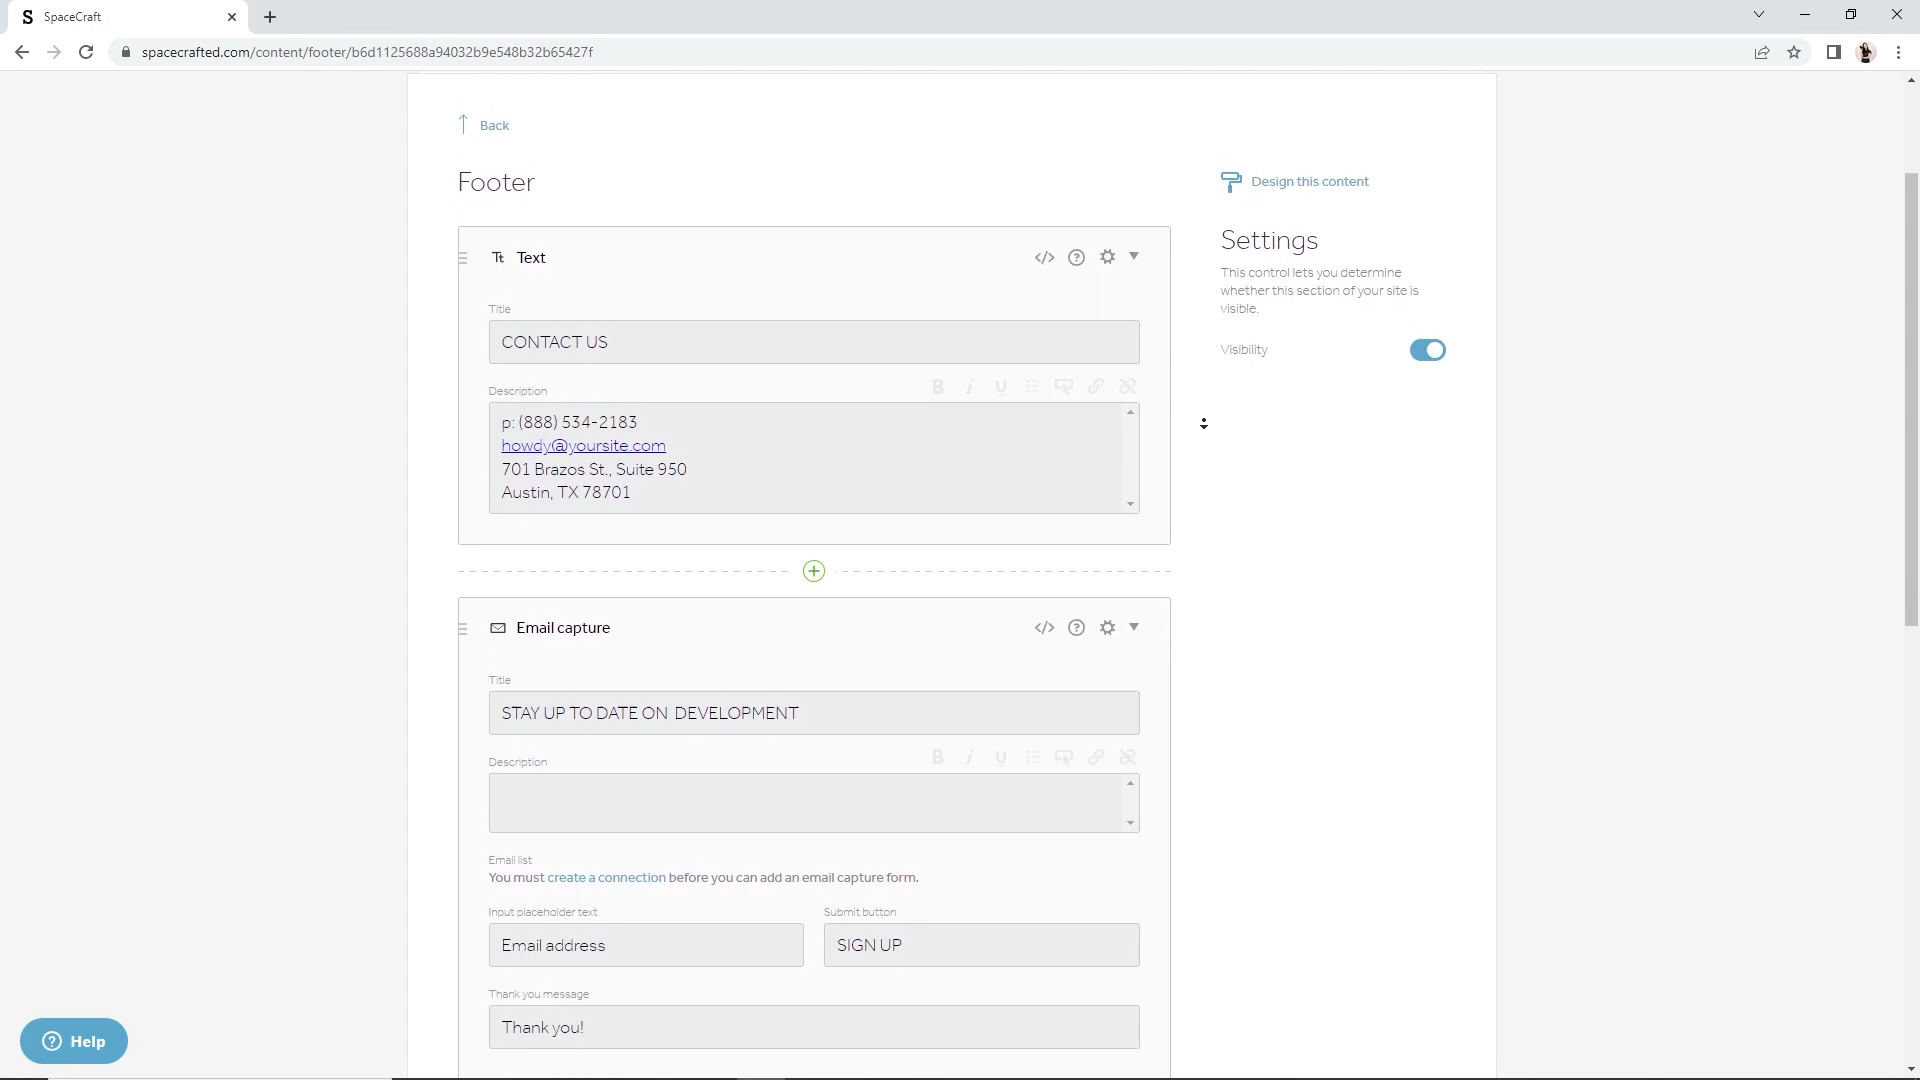 SpaceCraft
spacecrafted.com/content/footer/b6d1125688a94032b9e548b32b65427f
Back
Footer
Design this content
Tt Text
Settings
This control lets you determine
whether this section of your site is
visible.
Visibility
Title
CONTACT US
Description
B i U
p: (888) 534-2183
howdy@yoursite.com
701 Brazos St., Suite 950
Austin, TX 78701
Email capture
Title
STAY UP TO DATE ON DEVELOPMENT
Description
B i U
Email list
You must create a connection before you can add an email capture form.
Input placeholder text
Submit button
Email address
SIGN UP
Thank you message
Thank you!
Help